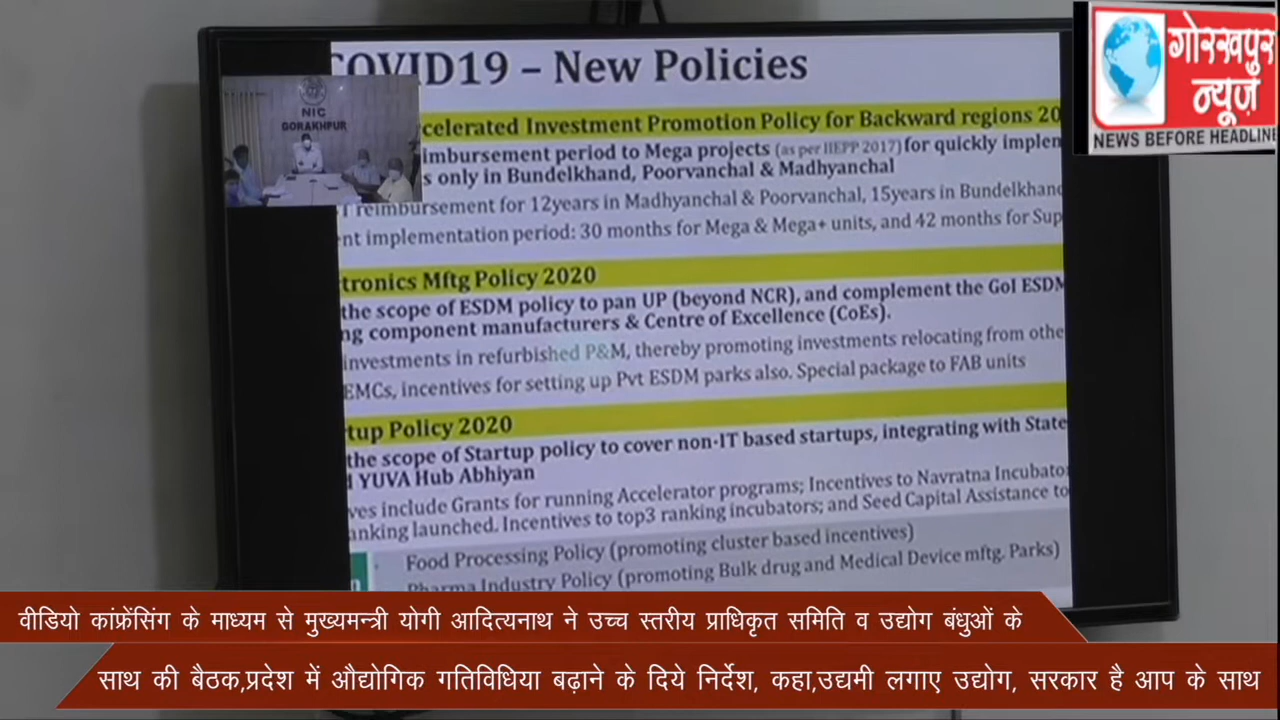 COVID19 – New Policies
NIC
GORAKHPUR
celerated Investment Promotion Policy for Backward regions 20
imbursement period to Mega projects (as per IIEPP 2017) for quickly implem
s only in Bundelkhand, Poorvanchal & Madhyanchal
reimbursement for 12years in Madhyanchal & Poorvanchal, 15years in Bundelkhand
nt implementation period: 30 months for Mega & Mega+ units, and 42 months for Sup
tronics Mftg Policy 2020
the scope of ESDM policy to pan UP (beyond NCR), and complement the GoI ESDM
ng component manufacturers & Centre of Excellence (CoEs).
investments in refurbished P&M, thereby promoting investments relocating from othe
EMCs, incentives for setting up Pvt ESDM parks also. Special package to FAB units
tup Policy 2020
the scope of Startup policy to cover non-IT based startups, integrating with State
YUVA Hub Abhiyan
ves include Grants for running Accelerator programs; Incentives to Navratna Incubato
anking launched. Incentives to top3 ranking incubators; and Seed Capital Assistance to
Food Processing Policy (promoting cluster based incentives)
Pharma Industry Policy (promoting Bulk drug and Medical Device mftg. Parks)
गोरखपुर
न्यूज़
NEWS BEFORE HEADLINE
वीडियो कांफ्रेंसिंग के माध्यम से मुख्यमन्त्री योगी आदित्यनाथ ने उच्च स्तरीय प्राधिकृत समिति व उद्योग बंधुओं के
साथ की बैठक,प्रदेश में औद्योगिक गतिविधिया बढ़ाने के दिये निर्देश, कहा,उद्यमी लगाए उद्योग, सरकार है आप के साथ